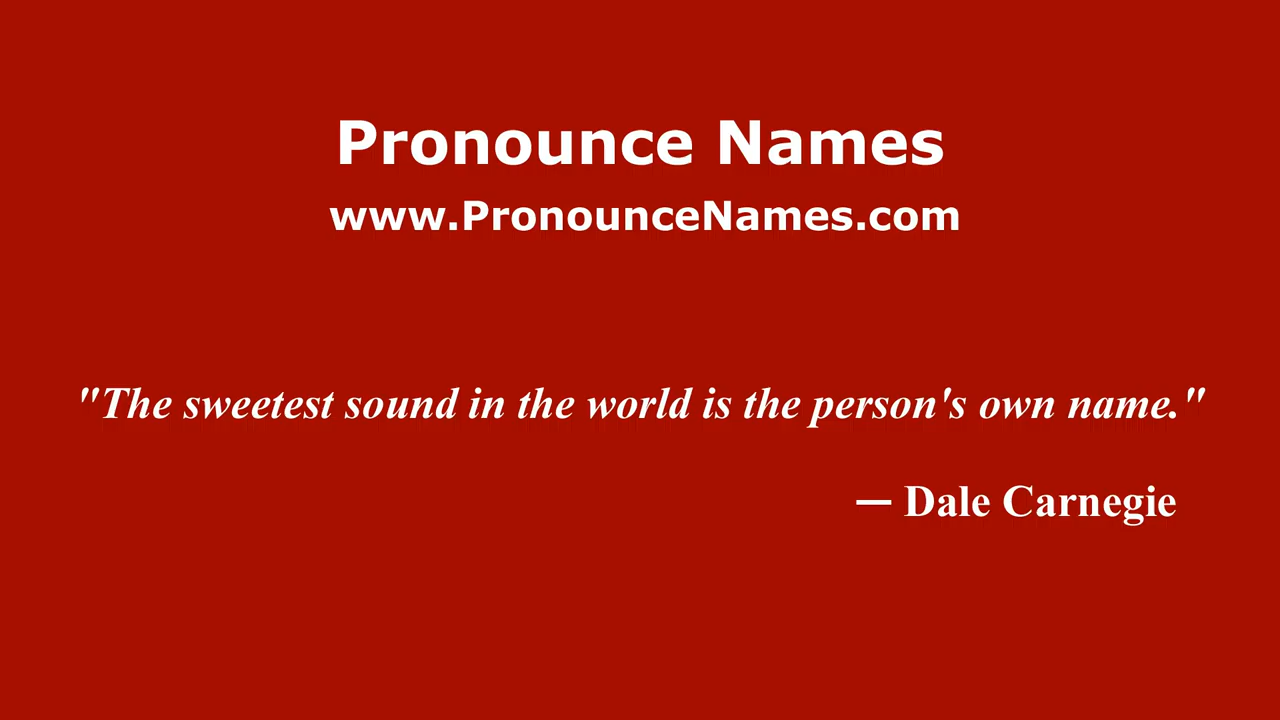 Pronounce Names
www.PronounceNames.com
"The sweetest sound in the world is the person's own name."
— Dale Carnegie